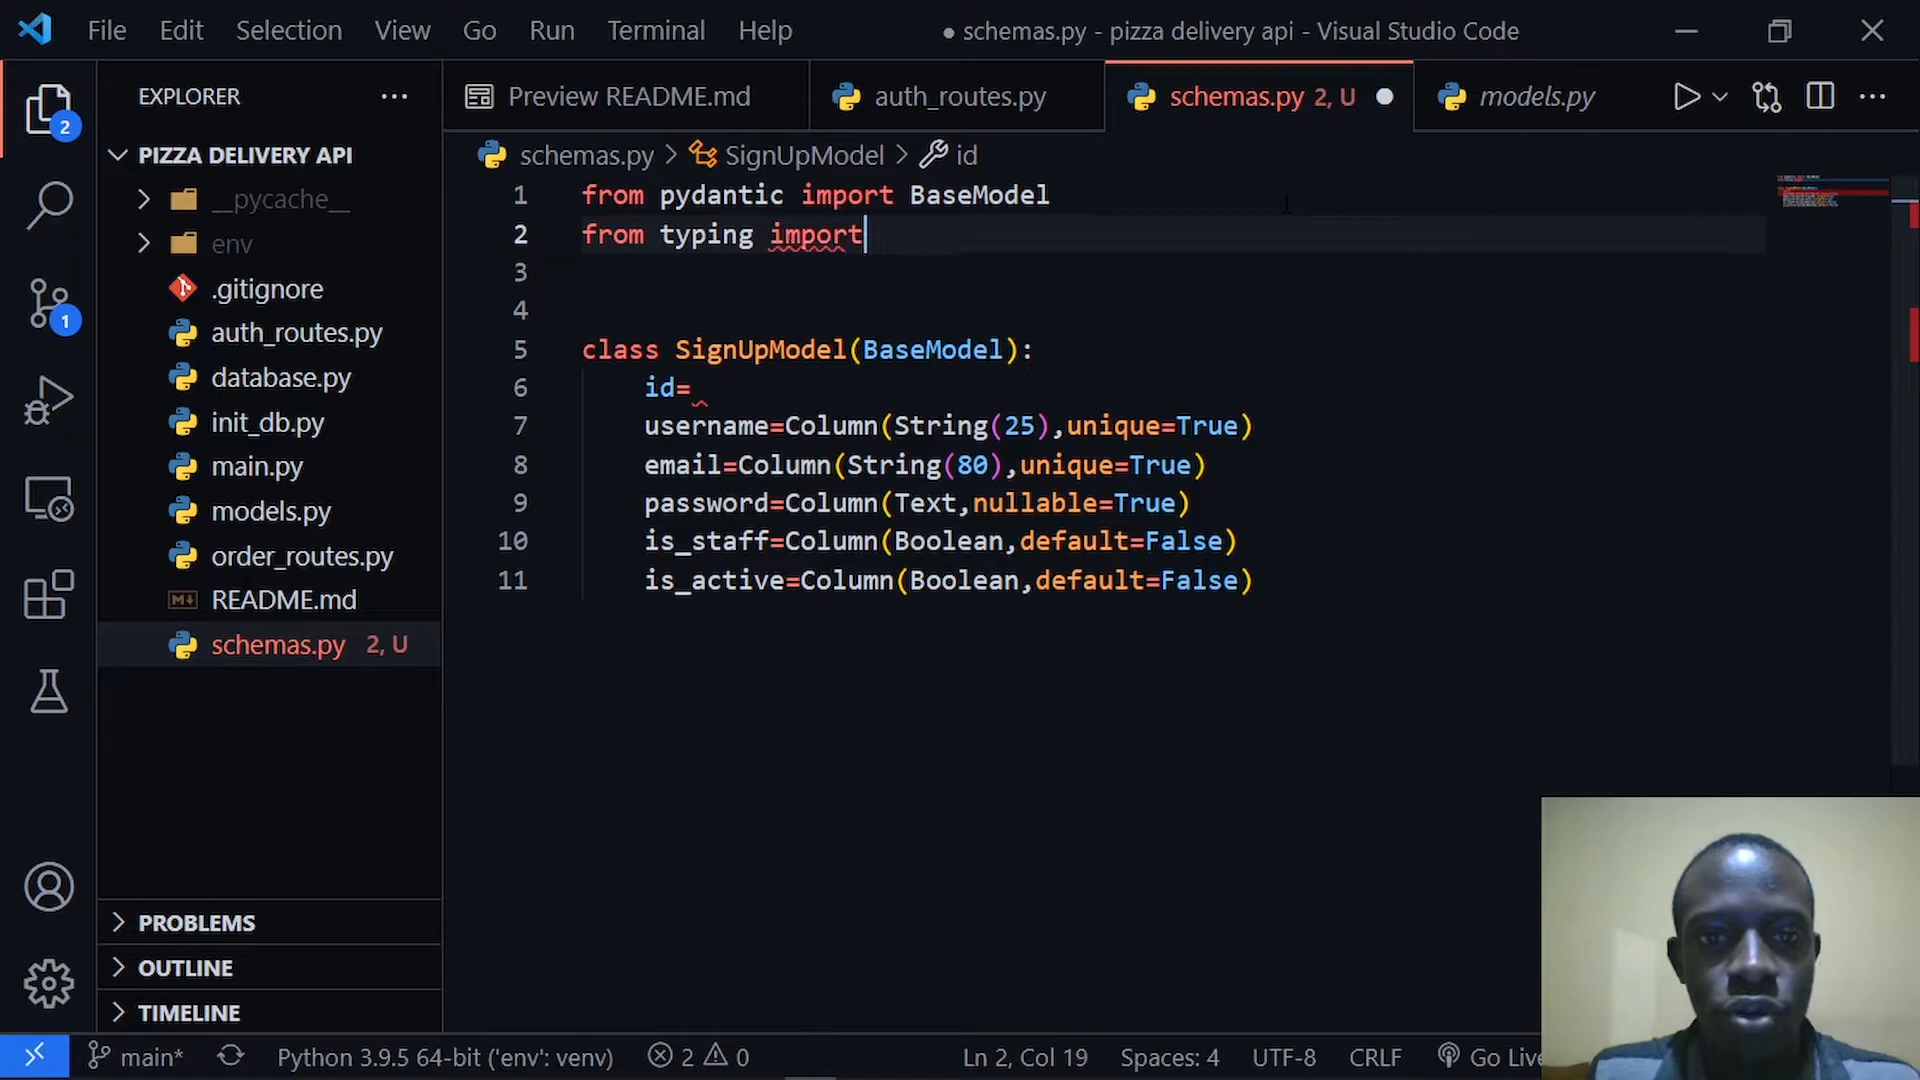 File Edit Selection View Go Run Terminal Help ● schemas.py - pizza delivery api - Visual Studio Code
EXPLORER ··· Preview README.md auth_routes.py schemas.py 2, U ● models.py ···
2
PIZZA DELIVERY API
schemas.py > SignUpModel > id
__pycache__
env
.gitignore
1
auth_routes.py
database.py
init_db.py
main.py
models.py
order_routes.py
README.md
schemas.py 2, U
1 from pydantic import BaseModel
2 from typing import
3
4
5 class SignUpModel(BaseModel):
6 id=
7 username=Column(String(25),unique=True)
8 email=Column(String(80),unique=True)
9 password=Column(Text,nullable=True)
10 is_staff=Column(Boolean,default=False)
11 is_active=Column(Boolean,default=False)
PROBLEMS
OUTLINE
TIMELINE
main* Python 3.9.5 64-bit ('env': venv) 2 0 Ln 2, Col 19 Spaces: 4 UTF-8 CRLF Go Live